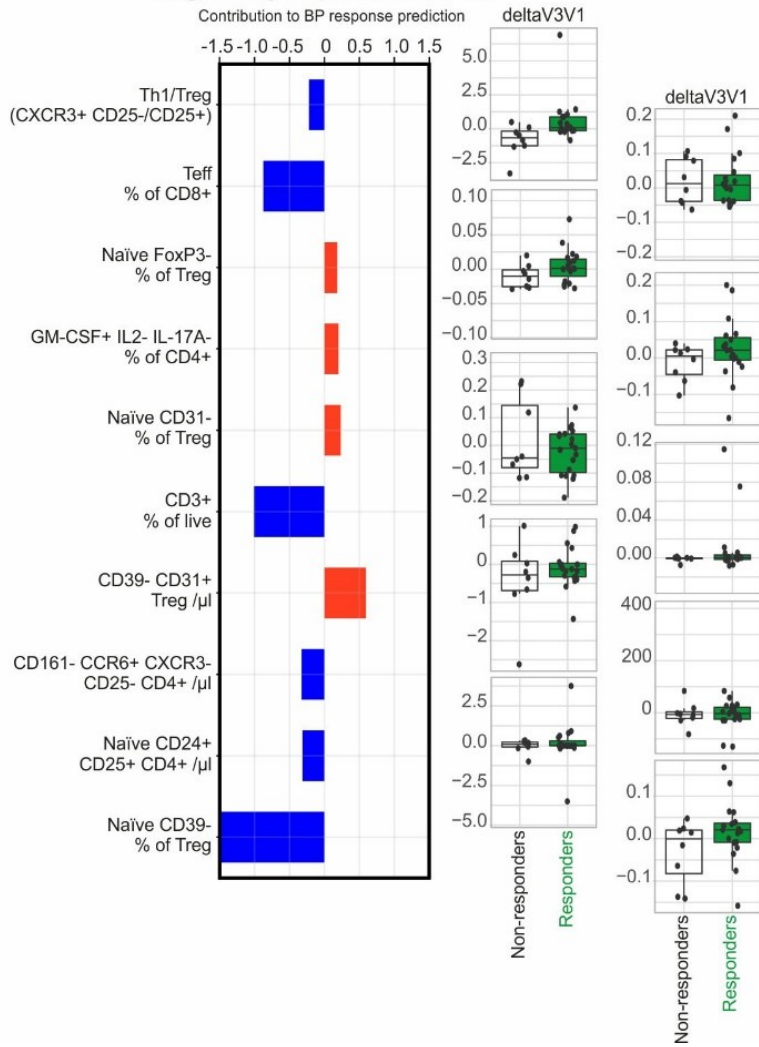 Contribution to BP response prediction
-1.5 -1.0 -0.5 0 0.5 1.0 1.5
Th1/Treg
(CXCR3+ CD25-/CD25+)
Teff
% of CD8+
Naïve FoxP3-
% of Treg
GM-CSF+ IL2- IL-17A-
% of CD4+
Naïve CD31-
% of Treg
CD3+
% of live
CD39- CD31+
Treg /µl
CD161- CCR6+ CXCR3-
CD25- CD4+ /µl
Naïve CD24+
CD25+ CD4+ /µl
Naïve CD39-
% of Treg
deltaV3V1
5.0
2.5
0.0
-2.5
0.10
0.05
0.00
-0.05
-0.10
0.3
0.2
0.1
0.0
-0.1
-0.2
1
0
-1
-2
2.5
0.0
-2.5
-5.0
Non-responders
Responders
deltaV3V1
0.2
0.1
0.0
-0.1
-0.2
0.2
0.1
0.0
-0.1
0.12
0.08
0.04
0.00
400
200
0
0.1
0.0
-0.1
Non-responders
Responders